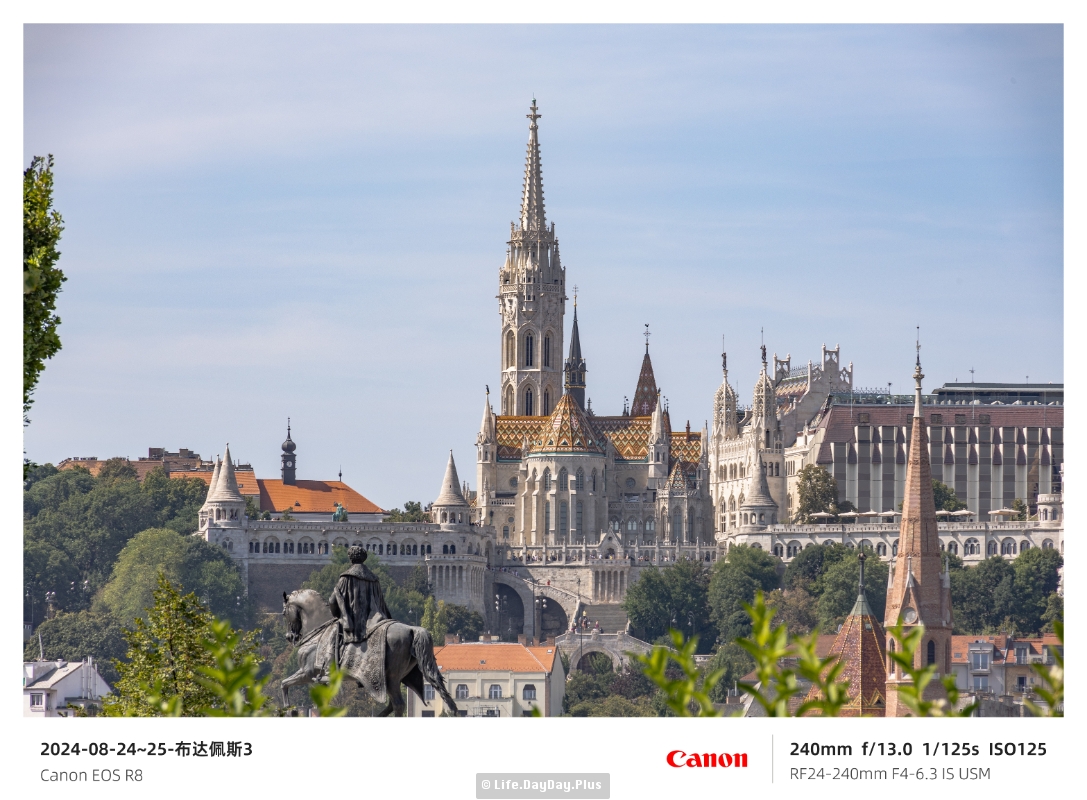 2024-08-24~25-布达佩斯3
Canon EOS R8
Canon
240mm f/13.0 1/125s ISO125
RF24-240mm F4-6.3 IS USM
© Life.DayDay.Plus